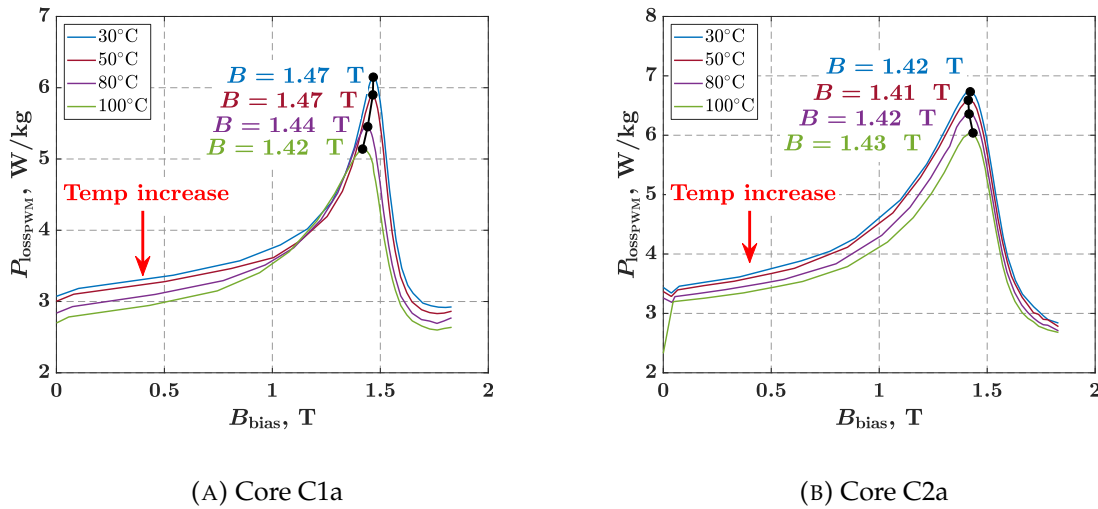 7
6
5
4
3
2
0
0.5
1
1.5
2
P_lossPWM, W/kg
B_bias, T
30°C
50°C
80°C
100°C
B = 1.47 T
B = 1.47 T
B = 1.44 T
B = 1.42 T
Temp increase
(A) Core C1a
8
7
6
5
4
3
2
0
0.5
1
1.5
2
P_lossPWM, W/kg
B_bias, T
30°C
50°C
80°C
100°C
B = 1.42 T
B = 1.41 T
B = 1.42 T
B = 1.43 T
Temp increase
(B) Core C2a